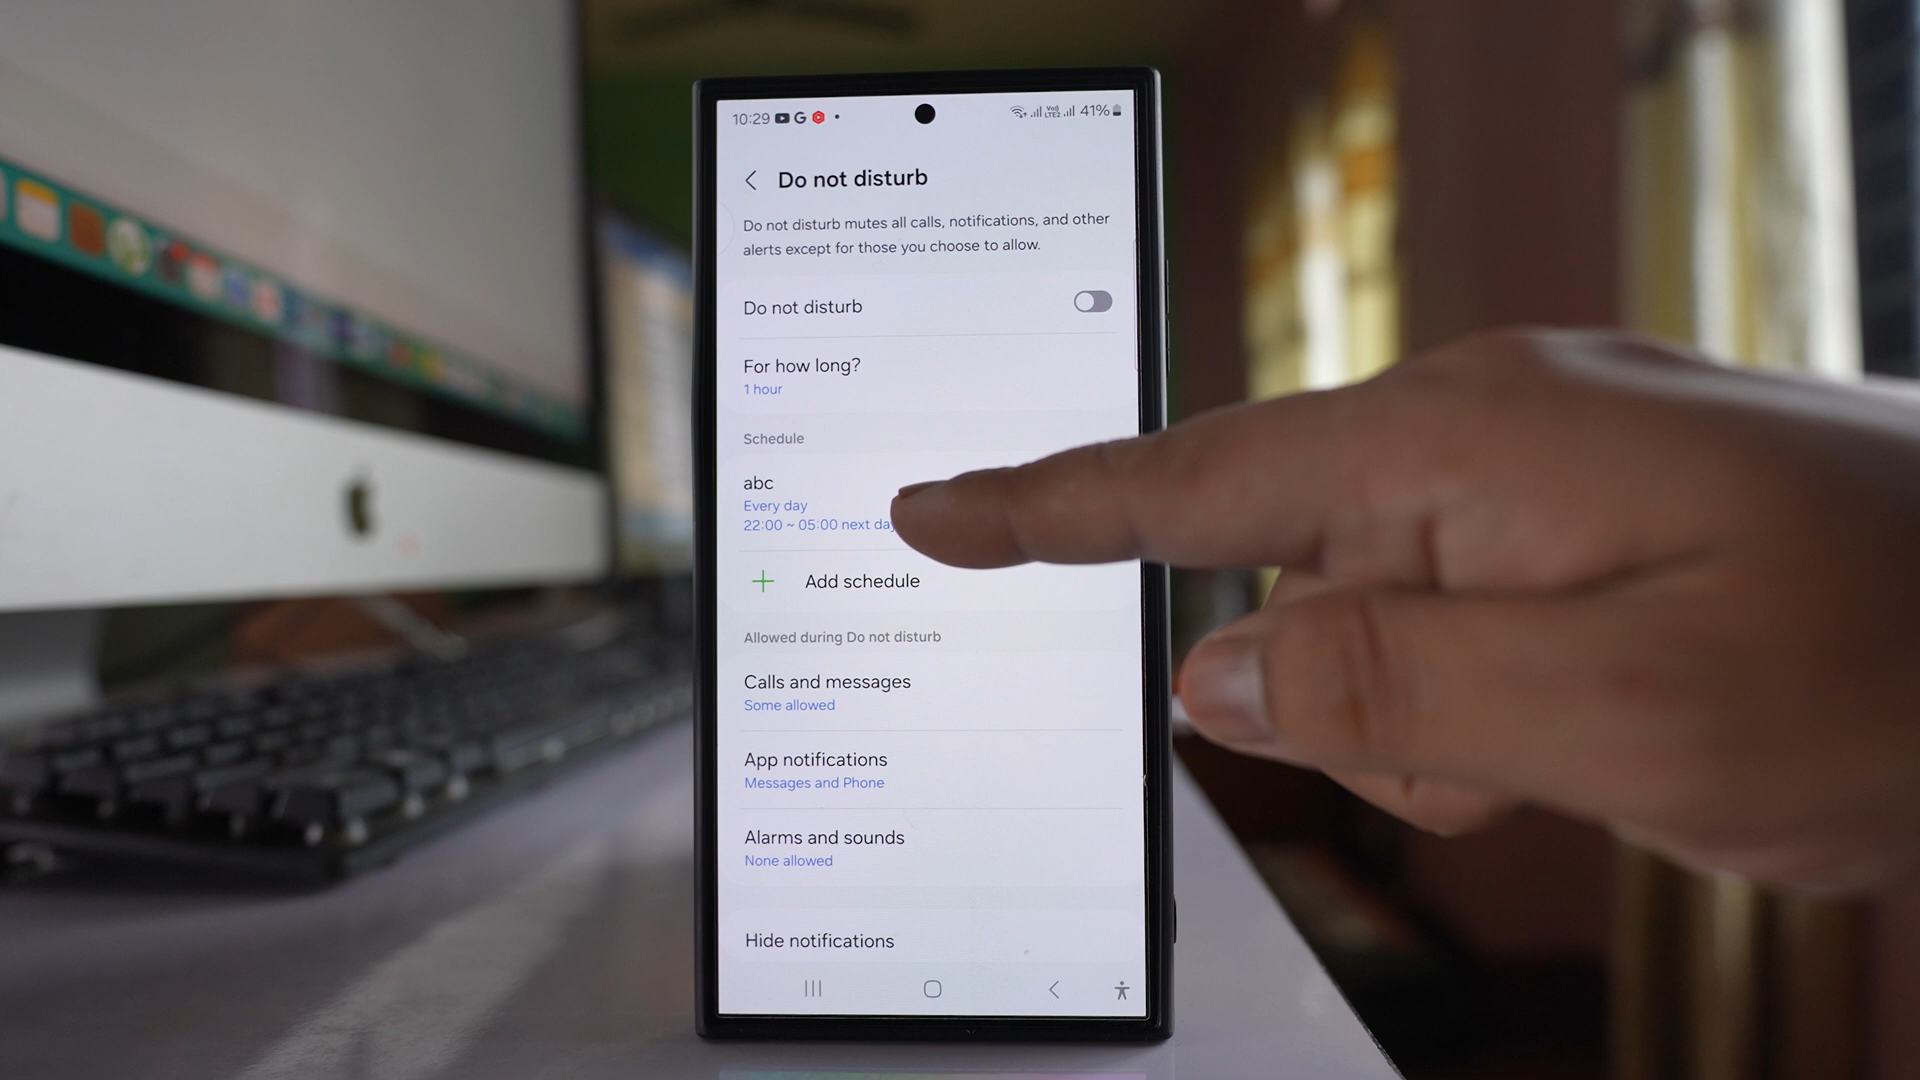 10:29
41%
Do not disturb
Do not disturb mutes all calls, notifications, and other
alerts except for those you choose to allow.
Do not disturb
For how long?
1 hour
Schedule
abc
Every day
22:00 ~ 05:00 next day
Add schedule
Allowed during Do not disturb
Calls and messages
Some allowed
App notifications
Messages and Phone
Alarms and sounds
None allowed
Hide notifications